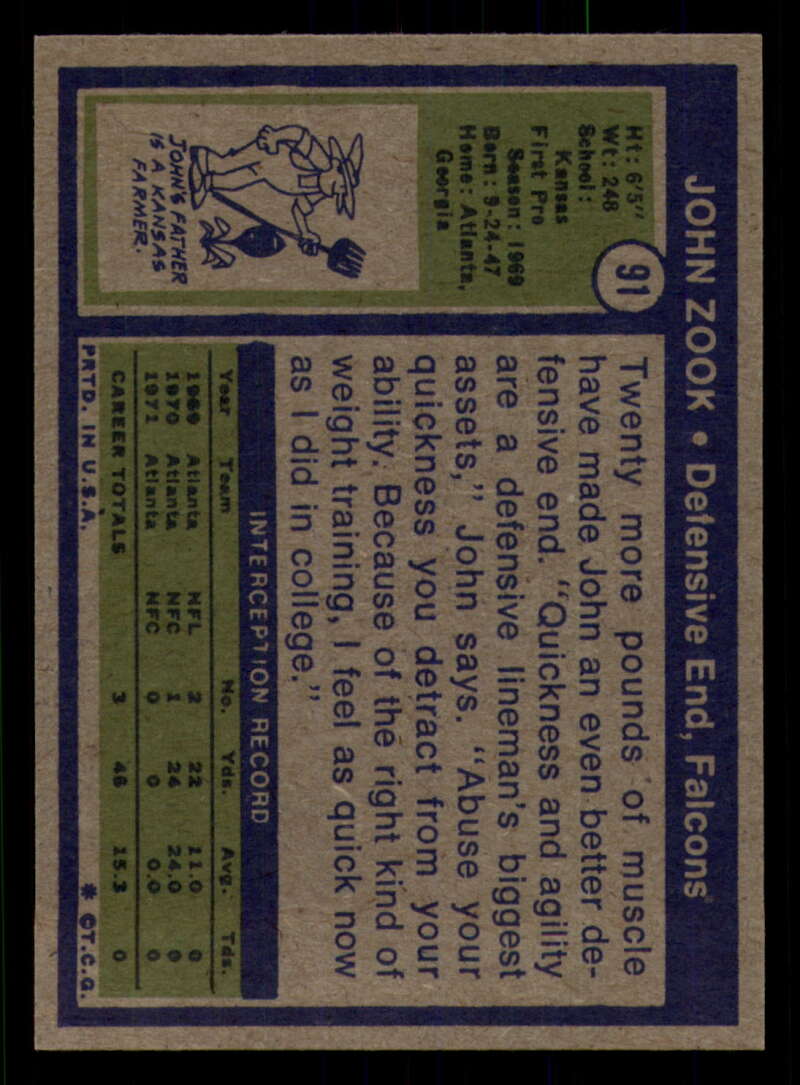 JOHN ZOOK • Defensive End, Falcons
91
Ht: 6'5"
Wt: 248
School:
Kansas
First Pro
Season: 1969
Born: 9-24-47
Home: Atlanta,
Georgia
JOHN'S FATHER
IS A KANSAS
FARMER.
Twenty more pounds of muscle
have made John an even better de-
fensive end. "Quickness and agility
are a defensive lineman's biggest
assets," John says. "Abuse your
quickness you detract from your
ability. Because of the right kind of
weight training, I feel as quick now
as I did in college."
INTERCEPTION RECORD
Year Team No. Yds. Avg. Tds.
1969 Atlanta NFL 2 22 11.0 0
1970 Atlanta NFC 1 24 24.0 0
1971 Atlanta NFC 0 0 0.0 0
CAREER TOTALS 3 46 15.3 0
PRTD. IN U.S.A. * ©T.C.G.